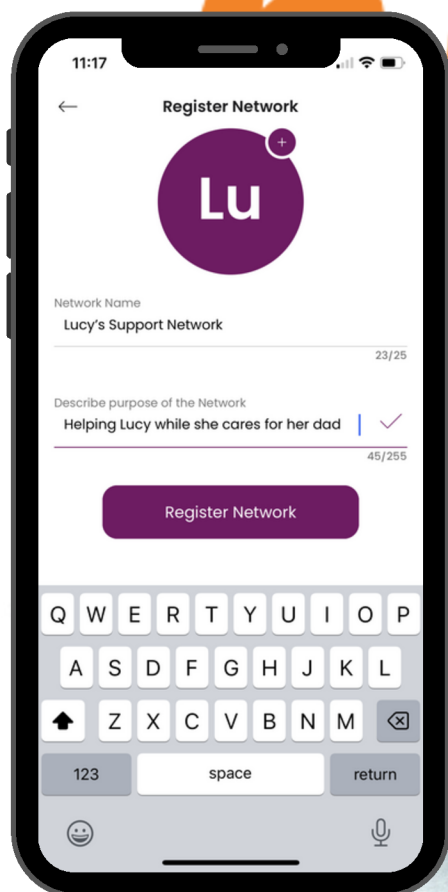 11:17
Register Network
+
Lu
Network Name
Lucy's Support Network
23/25
Describe purpose of the Network
Helping Lucy while she cares for her dad
45/255
Register Network
Q W E R T Y U I O P
A S D F G H J K L
Z X C V B N M
123 space return